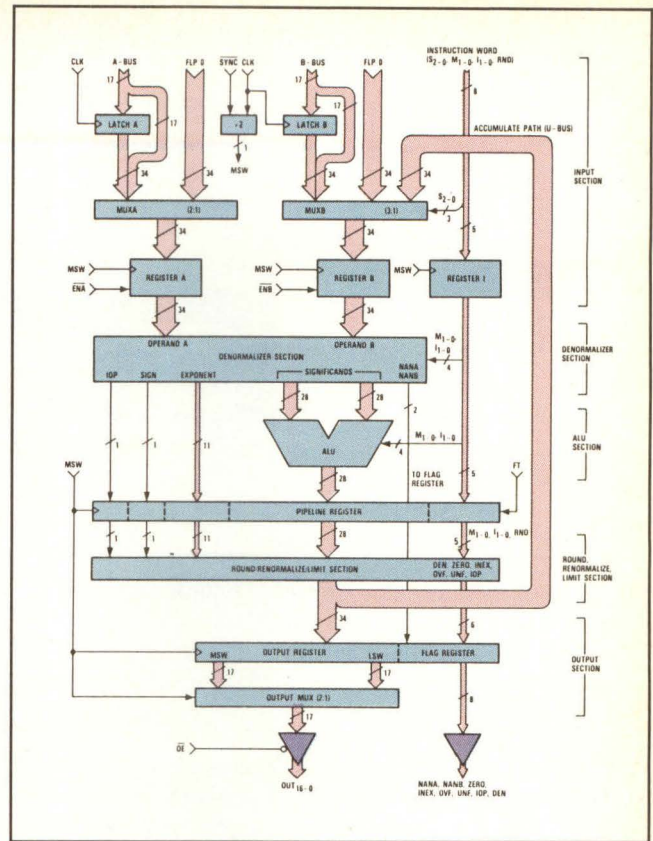 CLK A-BUS FLP 0 SYNC CLK B-BUS FLP 0 INSTRUCTION WORD
(S2-0, M1-0, I1-0, RND)
17 17 8
ACCUMULATE PATH (U-BUS)
LATCH A 17 ÷2 LATCH B 17
1
MSW
34 34 34 34 34
INPUT
SECTION
MUXA (2:1) MUXB (3:1) S2-0
3
5
34 34
MSW REGISTER A MSW REGISTER B MSW REGISTER I
ENA ENB
34 34
OPERAND A OPERAND B M1-0,
I1-0
4
DENORMALIZER SECTION
DENORMALIZER
SECTION
IOP SIGN EXPONENT SIGNIFICANDS NANA
NANB
28 28 2
1 1 11 ALU M1-0, I1-0
4
ALU
SECTION
MSW TO FLAG
REGISTER
FT
28 5
PIPELINE REGISTER
1 1 11 28 5 M1-0, I1-0, RND
ROUND/RENORMALIZE/LIMIT SECTION DEN, ZERO, INEX,
OVF, UNF, IOP
ROUND,
RENORMALIZE,
LIMIT SECTION
34 6
OUTPUT REGISTER FLAG REGISTER
MSW LSW
17 17
OUTPUT MUX (2:1)
8
OUTPUT
SECTION
17
OE
OUT16-0
NANA, NANB, ZERO,
INEX, OVF, UNF, IOP, DEN